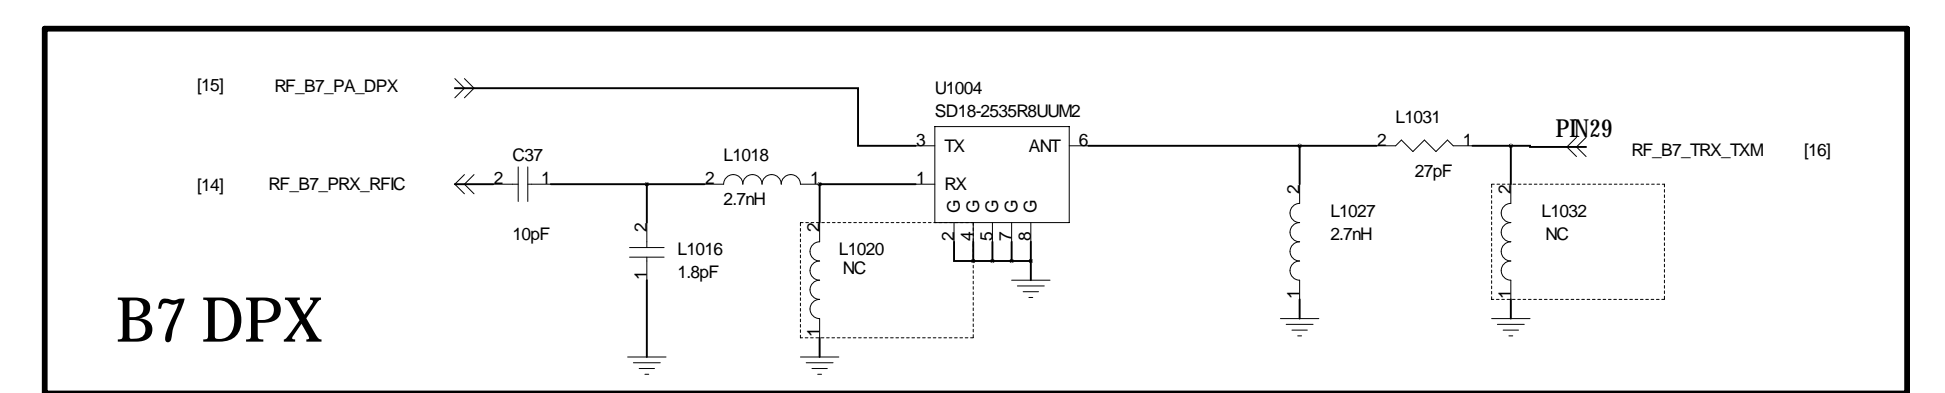 [15] RF_B7_PA_DPX
U1004
SD18-2535R8UUM2
3 TX ANT 6
1 RX
G G G G G
2 4 5 7 8
[14] RF_B7_PRX_RFIC
C37
2 1
10pF
L1018
2 1
2.7nH
2
L1016
1.8pF
1
2
L1020
NC
1
L1031
2 1
27pF
PIN29
RF_B7_TRX_TXM [16]
2
L1027
2.7nH
1
2
L1032
NC
1
B7 DPX